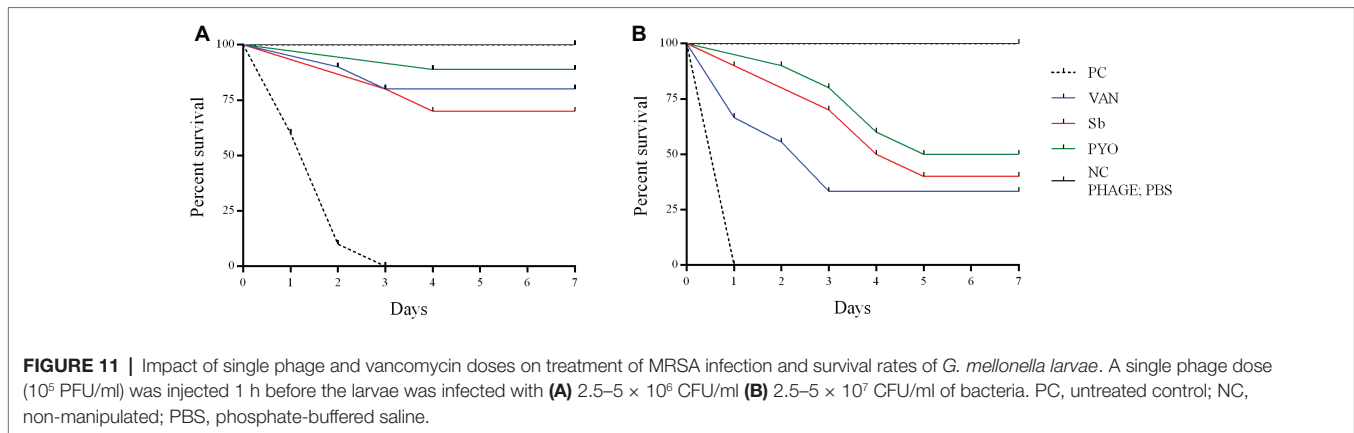 A
B
100
75
50
25
0
Percent survival
0 1 2 3 4 5 6 7
Days
100
75
50
25
0
Percent survival
0 1 2 3 4 5 6 7
Days
PC
VAN
Sb
PYO
NC
PHAGE; PBS
FIGURE 11 | Impact of single phage and vancomycin doses on treatment of MRSA infection and survival rates of G. mellonella larvae. A single phage dose
(10⁵ PFU/ml) was injected 1 h before the larvae was infected with (A) 2.5–5 × 10⁶ CFU/ml (B) 2.5–5 × 10⁷ CFU/ml of bacteria. PC, untreated control; NC,
non-manipulated; PBS, phosphate-buffered saline.